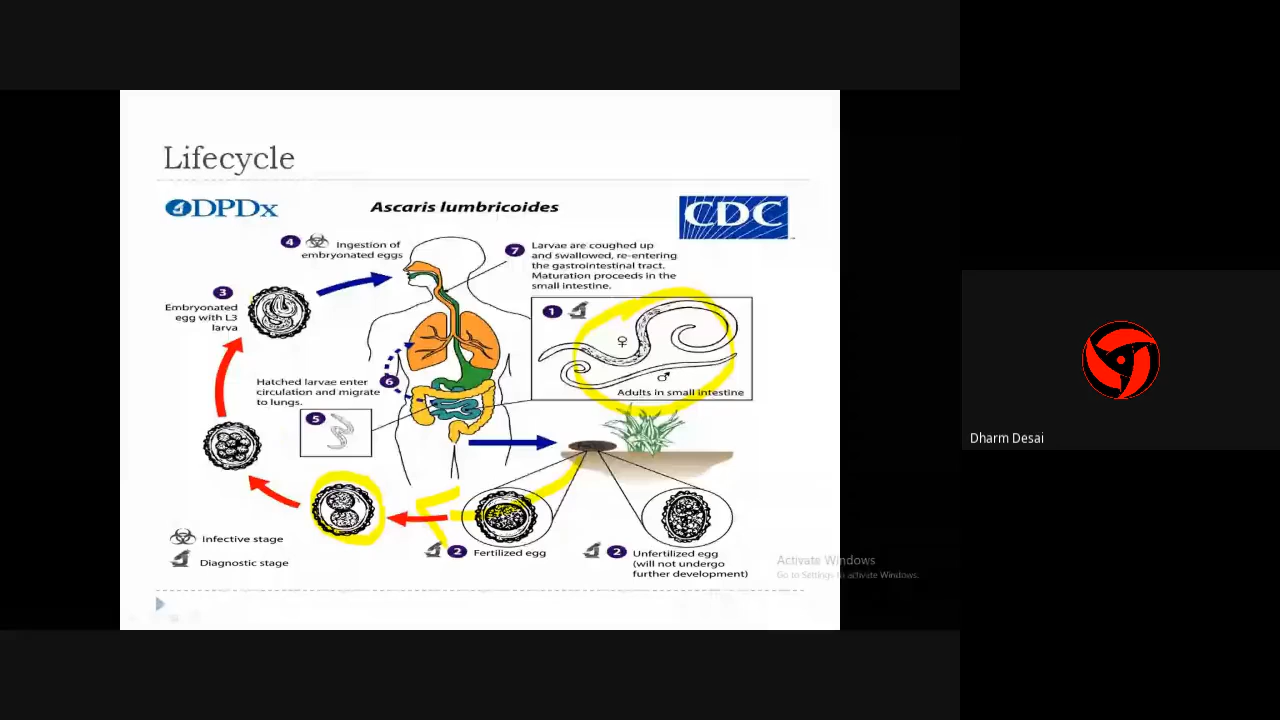 Lifecycle
DPDx
Ascaris lumbricoides
CDC
4
Ingestion of
embryonated eggs
7
Larvae are coughed up
and swallowed, re-entering
the gastrointestinal tract.
Maturation proceeds in the
small intestine.
3
Embryonated
egg with L3
larva
1
♀
♂
Adults in small intestine
6
Hatched larvae enter
circulation and migrate
to lungs.
5
2 Fertilized egg
2 Unfertilized egg
(will not undergo
further development)
Infective stage
Diagnostic stage
Activate Windows
Go to Settings to activate Windows.
Dharm Desai